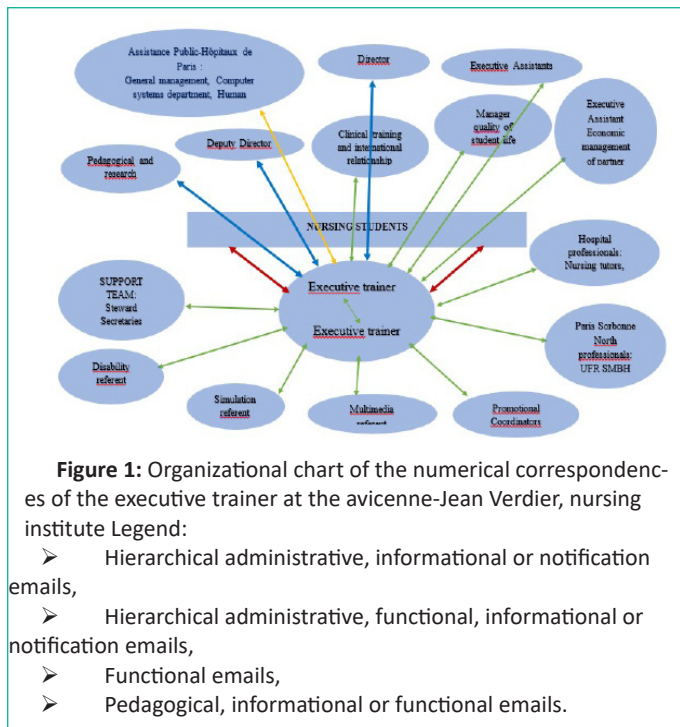 Assistance Public-Hôpitaux de
Paris :
General management, Computer
systems department, Human
Director
Executive Assistants
Deputy Director
Clinical training
and international
relationship
Manager
quality of
student life
Executive
Assistant
Economic
management
of partner
Pedagogical and
research
NURSING STUDENTS
Hospital
professionals:
Nursing tutors,
SUPPORT
TEAM:
Steward
Secretaries
Executive trainer
Executive trainer
Paris Sorbonne
North
professionals:
UFR SMBH
Disability
referent
Simulation
referent
Multimedia
Promotional
Coordinators
Figure 1: Organizational chart of the numerical correspondenc-
es of the executive trainer at the avicenne-Jean Verdier, nursing
institute Legend:
➢ Hierarchical administrative, informational or notification
emails,
➢ Hierarchical administrative, functional, informational or
notification emails,
➢ Functional emails,
➢ Pedagogical, informational or functional emails.